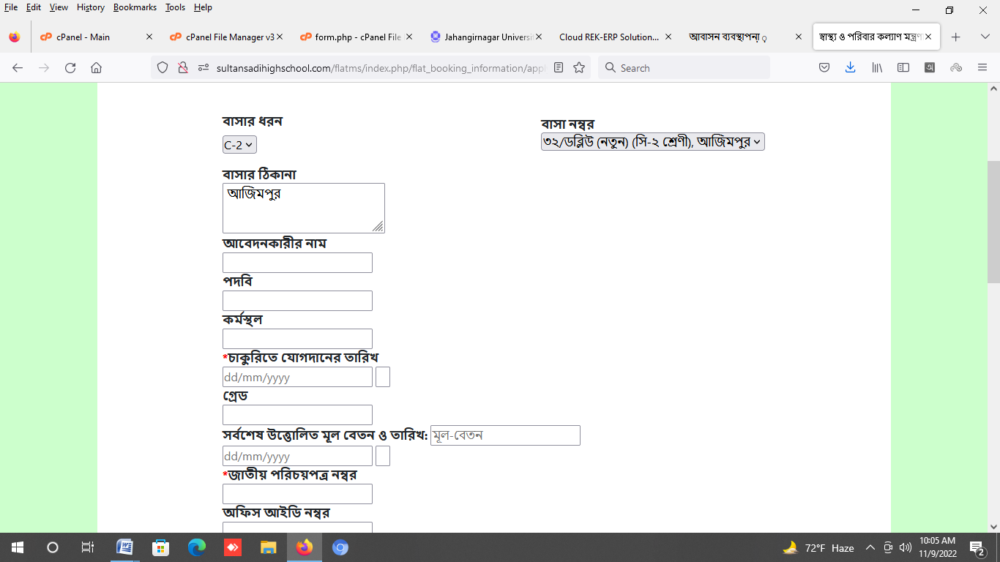 File Edit View History Bookmarks Tools Help
cPanel - Main
cPanel File Manager v3
form.php - cPanel File
Jahangirnagar Universi
Cloud REK-ERP Solution...
আবাসন ব্যবস্থাপনা
স্বাস্থ্য ও পরিবার কল্যাণ মন্ত্রণ
sultansadihighschool.com/flatms/index.php/flat_booking_information/appl
Search
বাসার ধরন
C-2
বাসা নম্বর
৩২/ডব্লিউ (নতুন) (সি-২ শ্রেণী), আজিমপুর
বাসার ঠিকানা
আজিমপুর
আবেদনকারীর নাম
পদবি
কর্মস্থল
*চাকুরিতে যোগদানের তারিখ
dd/mm/yyyy
গ্রেড
সর্বশেষ উত্তোলিত মূল বেতন ও তারিখ: মূল-বেতন
dd/mm/yyyy
*জাতীয় পরিচয়পত্র নম্বর
অফিস আইডি নম্বর
72°F Haze
10:05 AM
11/9/2022
2